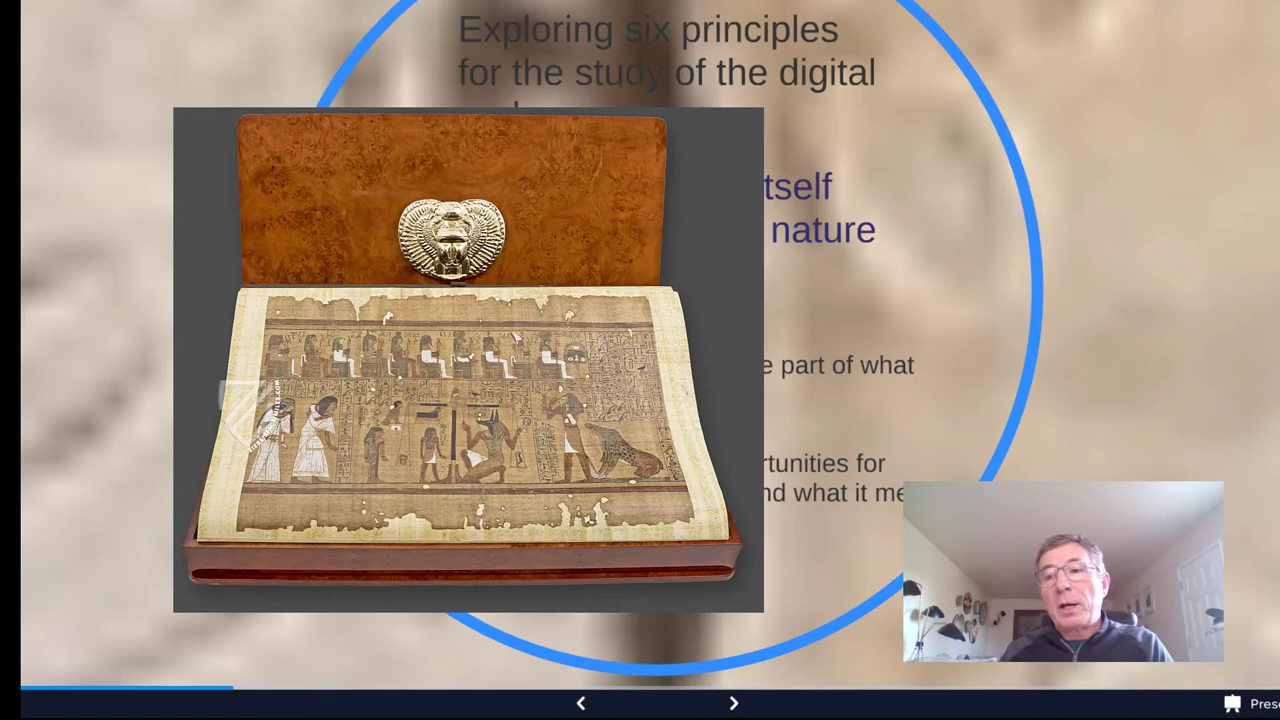 Exploring six principles
for the study of the digital
tself
nature
e part of what
rtunities for
nd what it me
Pres